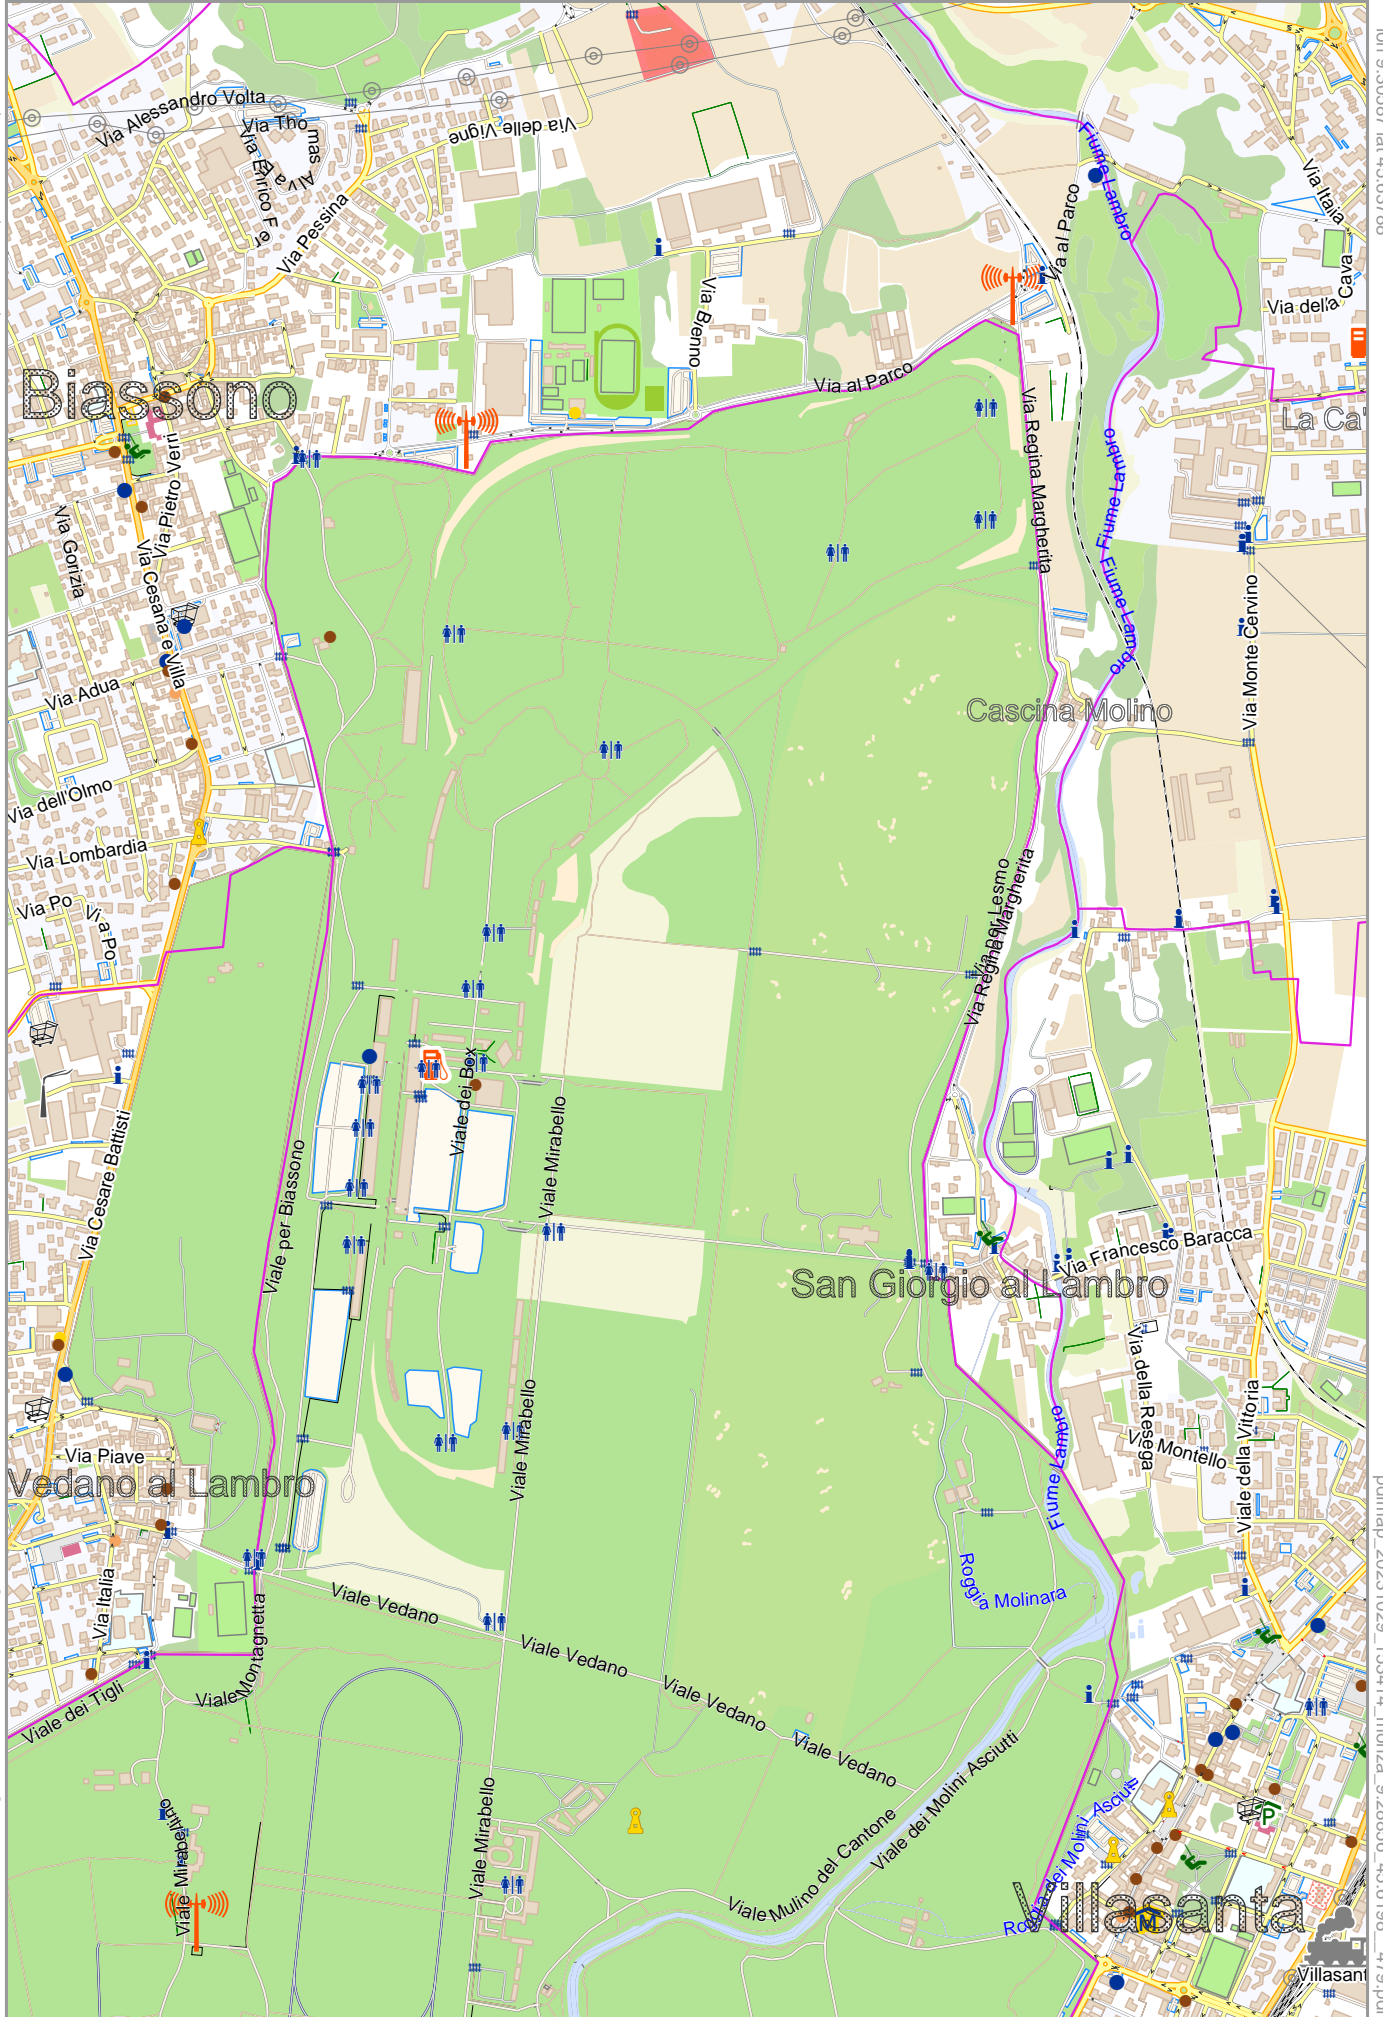 Via Alessandro Volta
Via Tho
mas
Alva E
Via Enrico Fer
Via delle Vigne
Via Pessina
Fiume Lambro
Via Itaia
Via al Parco
Via della Cava
Via Brenno
Via al Parco
Biassono
La Ca'
Via Regina Margherita
Via Pietro Verri
Fiume Lambro
Via Gorizia
Via Cesana e Villa
Fiume Lambro
Via Monte Cervino
Via Adua
Cascina Molino
Via dell'Olmo
Via Lombardia
Via per Lesmo
Via Regina Margherita
Via Po
Via Po
Viale dei Box
Viale Mirabello
Via Cesare Battisti
Viale per Biassono
Via Francesco Baracca
San Giorgio al Lambro
Via della Resega
Viale Mirabello
Viale della Vittoria
Fiume Lambro
Via Montello
Via Piave
Vedano al Lambro
Roggia Molinara
Via Italia
Viale Vedano
Viale Vedano
Viale Montagnetta
Viale Vedano
Viale dei Tigli
Viale Vedano
Viale dei Molini Asciutti
Viale Mirabello
Viale Mirabellino
Viale Mulino del Cantone
Roggia dei Molini Asciutti
P
Villasanta
M
Villasant